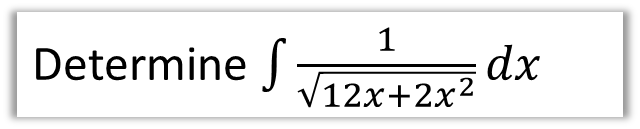 Determine ∫ 1/√(12x+2x²) dx